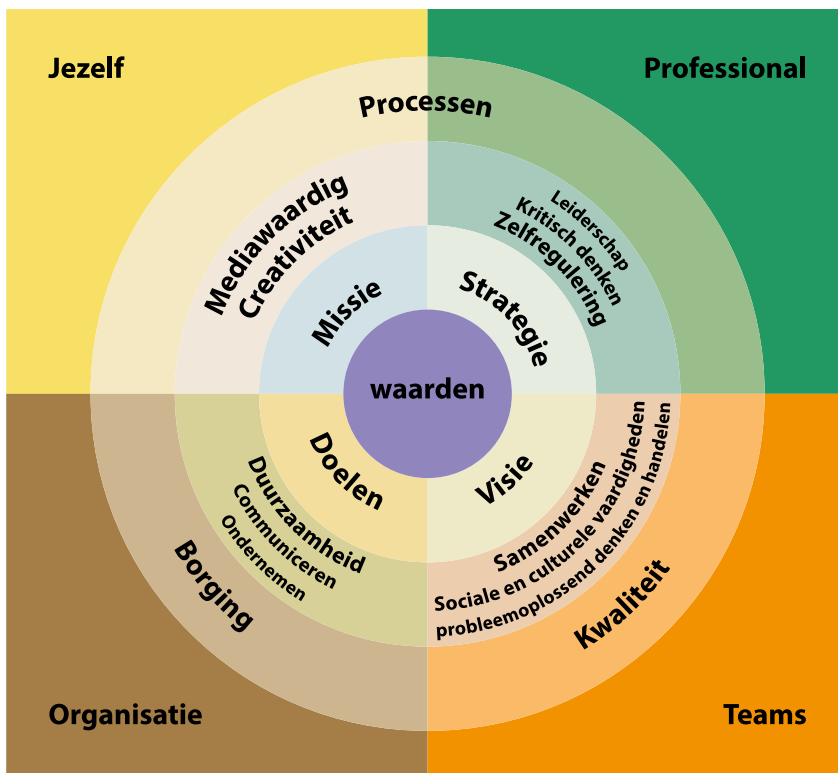 Jezelf
Professional
Processen
Mediawaardig
Creativiteit
Leiderschap
Kritisch denken
Zelfregulering
Missie
Strategie
waarden
Doelen
Visie
Duurzaamheid
Communiceren
Ondernemen
Samenwerken
Sociale en culturele vaardigheden
probleemoplossend denken en handelen
Borging
Kwaliteit
Organisatie
Teams